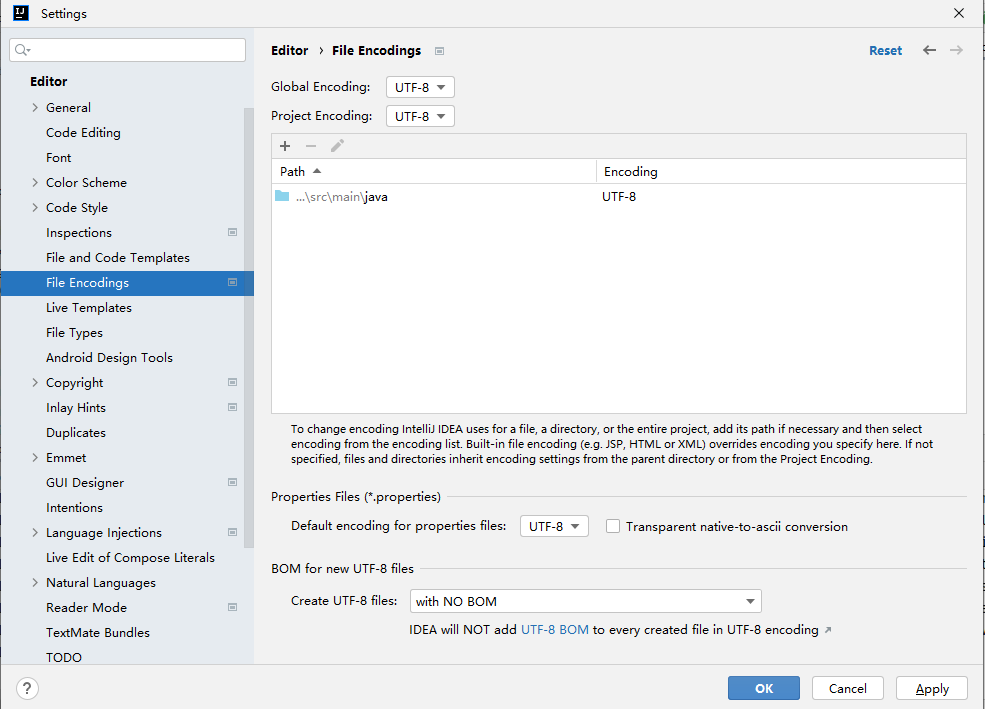 IJ Settings
Editor › File Encodings
Reset
Editor
General
Code Editing
Font
Color Scheme
Code Style
Inspections
File and Code Templates
File Encodings
Live Templates
File Types
Android Design Tools
Copyright
Inlay Hints
Duplicates
Emmet
GUI Designer
Intentions
Language Injections
Live Edit of Compose Literals
Natural Languages
Reader Mode
TextMate Bundles
TODO
Global Encoding: UTF-8
Project Encoding: UTF-8
Path Encoding
...\src\main\java UTF-8
To change encoding IntelliJ IDEA uses for a file, a directory, or the entire project, add its path if necessary and then select
encoding from the encoding list. Built-in file encoding (e.g. JSP, HTML or XML) overrides encoding you specify here. If not
specified, files and directories inherit encoding settings from the parent directory or from the Project Encoding.
Properties Files (*.properties)
Default encoding for properties files: UTF-8 Transparent native-to-ascii conversion
BOM for new UTF-8 files
Create UTF-8 files: with NO BOM
IDEA will NOT add UTF-8 BOM to every created file in UTF-8 encoding ↗
? OK Cancel Apply